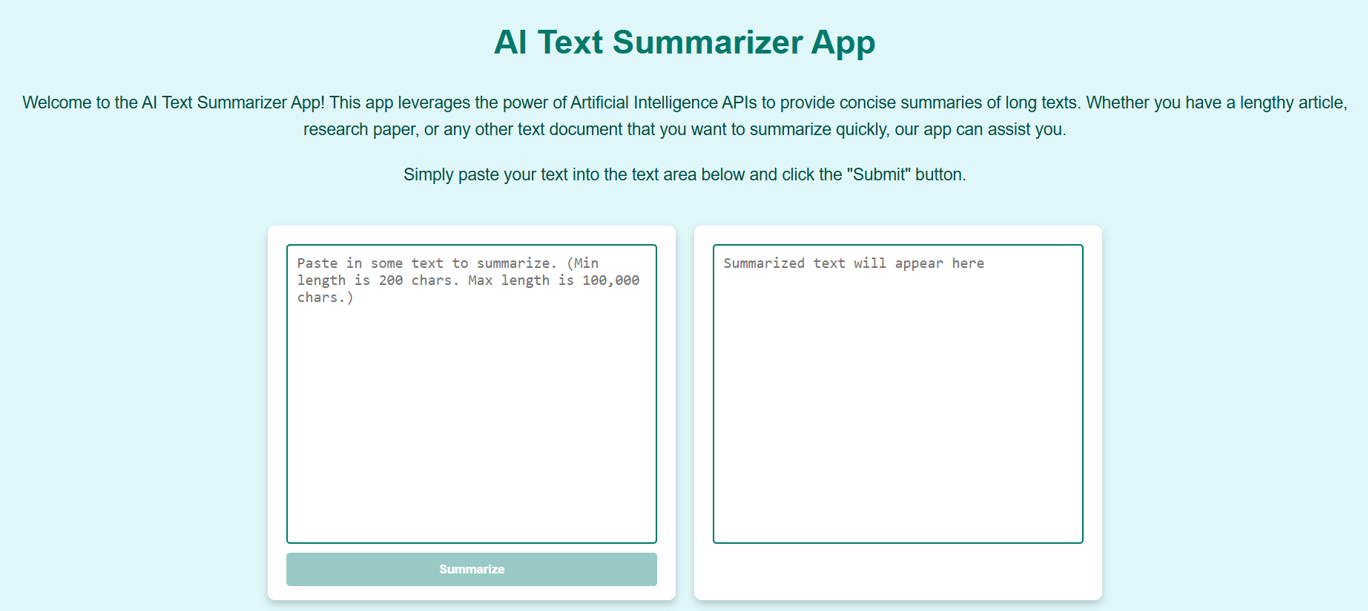 AI Text Summarizer App
Welcome to the AI Text Summarizer App! This app leverages the power of Artificial Intelligence APIs to provide concise summaries of long texts. Whether you have a lengthy article,
research paper, or any other text document that you want to summarize quickly, our app can assist you.
Simply paste your text into the text area below and click the "Submit" button.
Paste in some text to summarize. (Min
length is 200 chars. Max length is 100,000
chars.)
Summarize
Summarized text will appear here